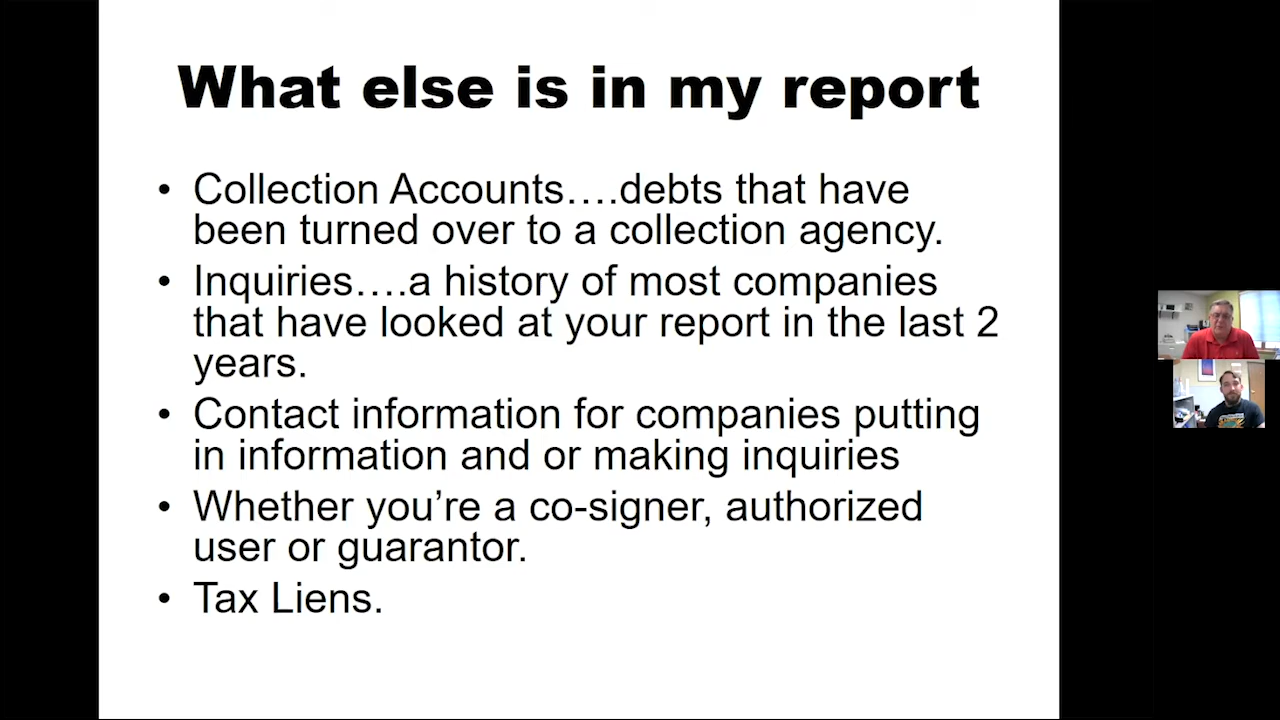 What else is in my report
• Collection Accounts….debts that have
been turned over to a collection agency.
• Inquiries….a history of most companies
that have looked at your report in the last 2
years.
• Contact information for companies putting
in information and or making inquiries
• Whether you’re a co-signer, authorized
user or guarantor.
• Tax Liens.